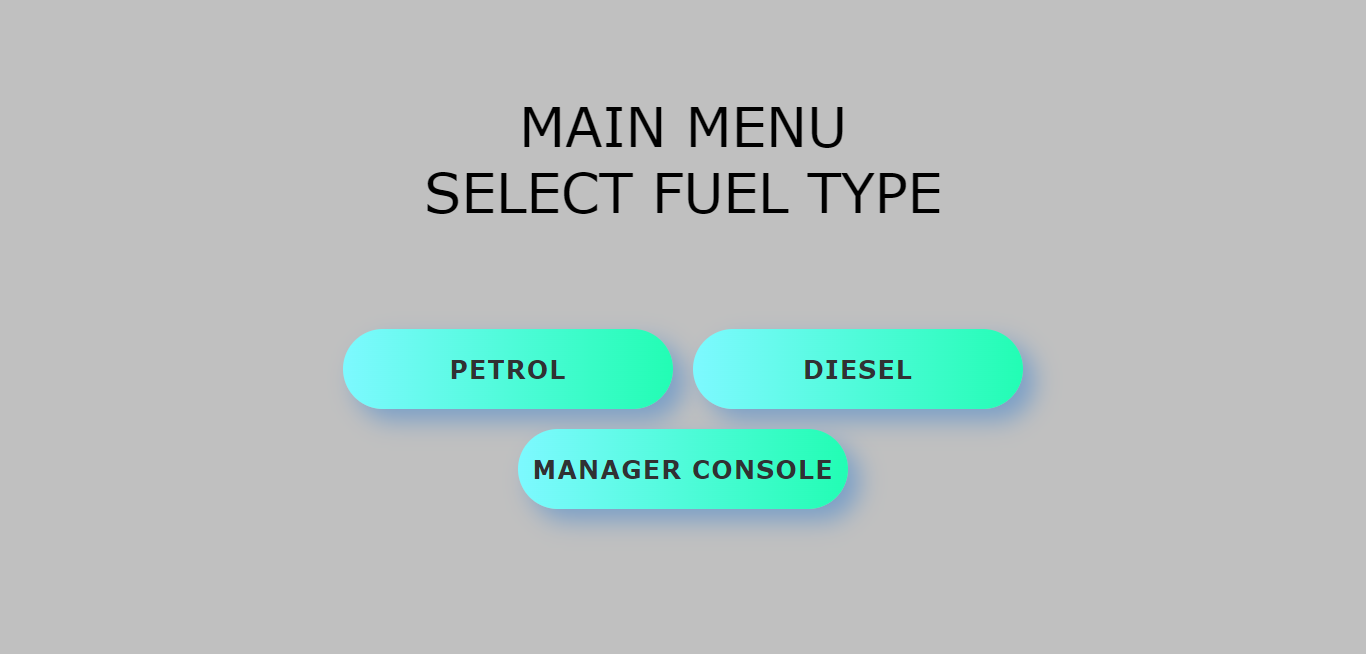 MAIN MENU
SELECT FUEL TYPE
PETROL
DIESEL
MANAGER CONSOLE